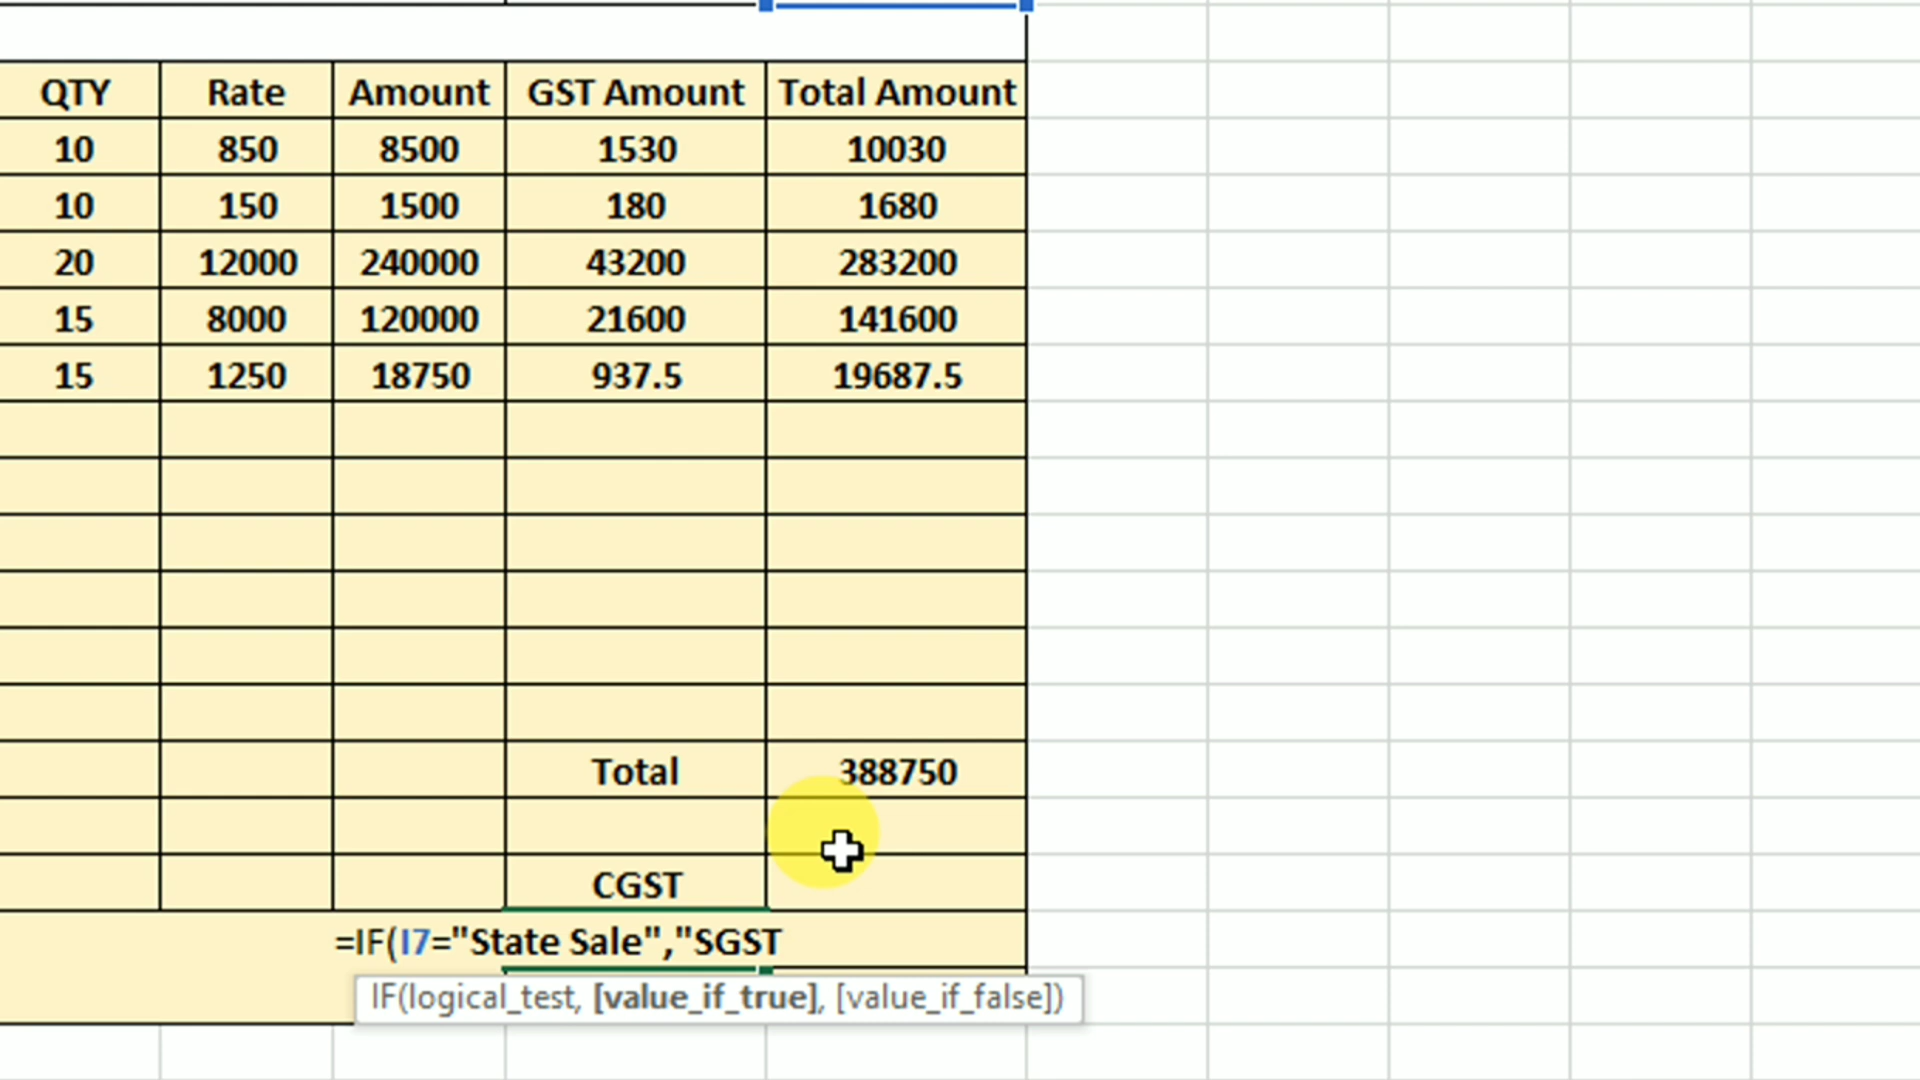 QTY Rate Amount GST Amount Total Amount
10 850 8500 1530 10030
10 150 1500 180 1680
20 12000 240000 43200 283200
15 8000 120000 21600 141600
15 1250 18750 937.5 19687.5
Total 388750
CGST
=IF(I7="State Sale","SGST
IF(logical_test, [value_if_true], [value_if_false])